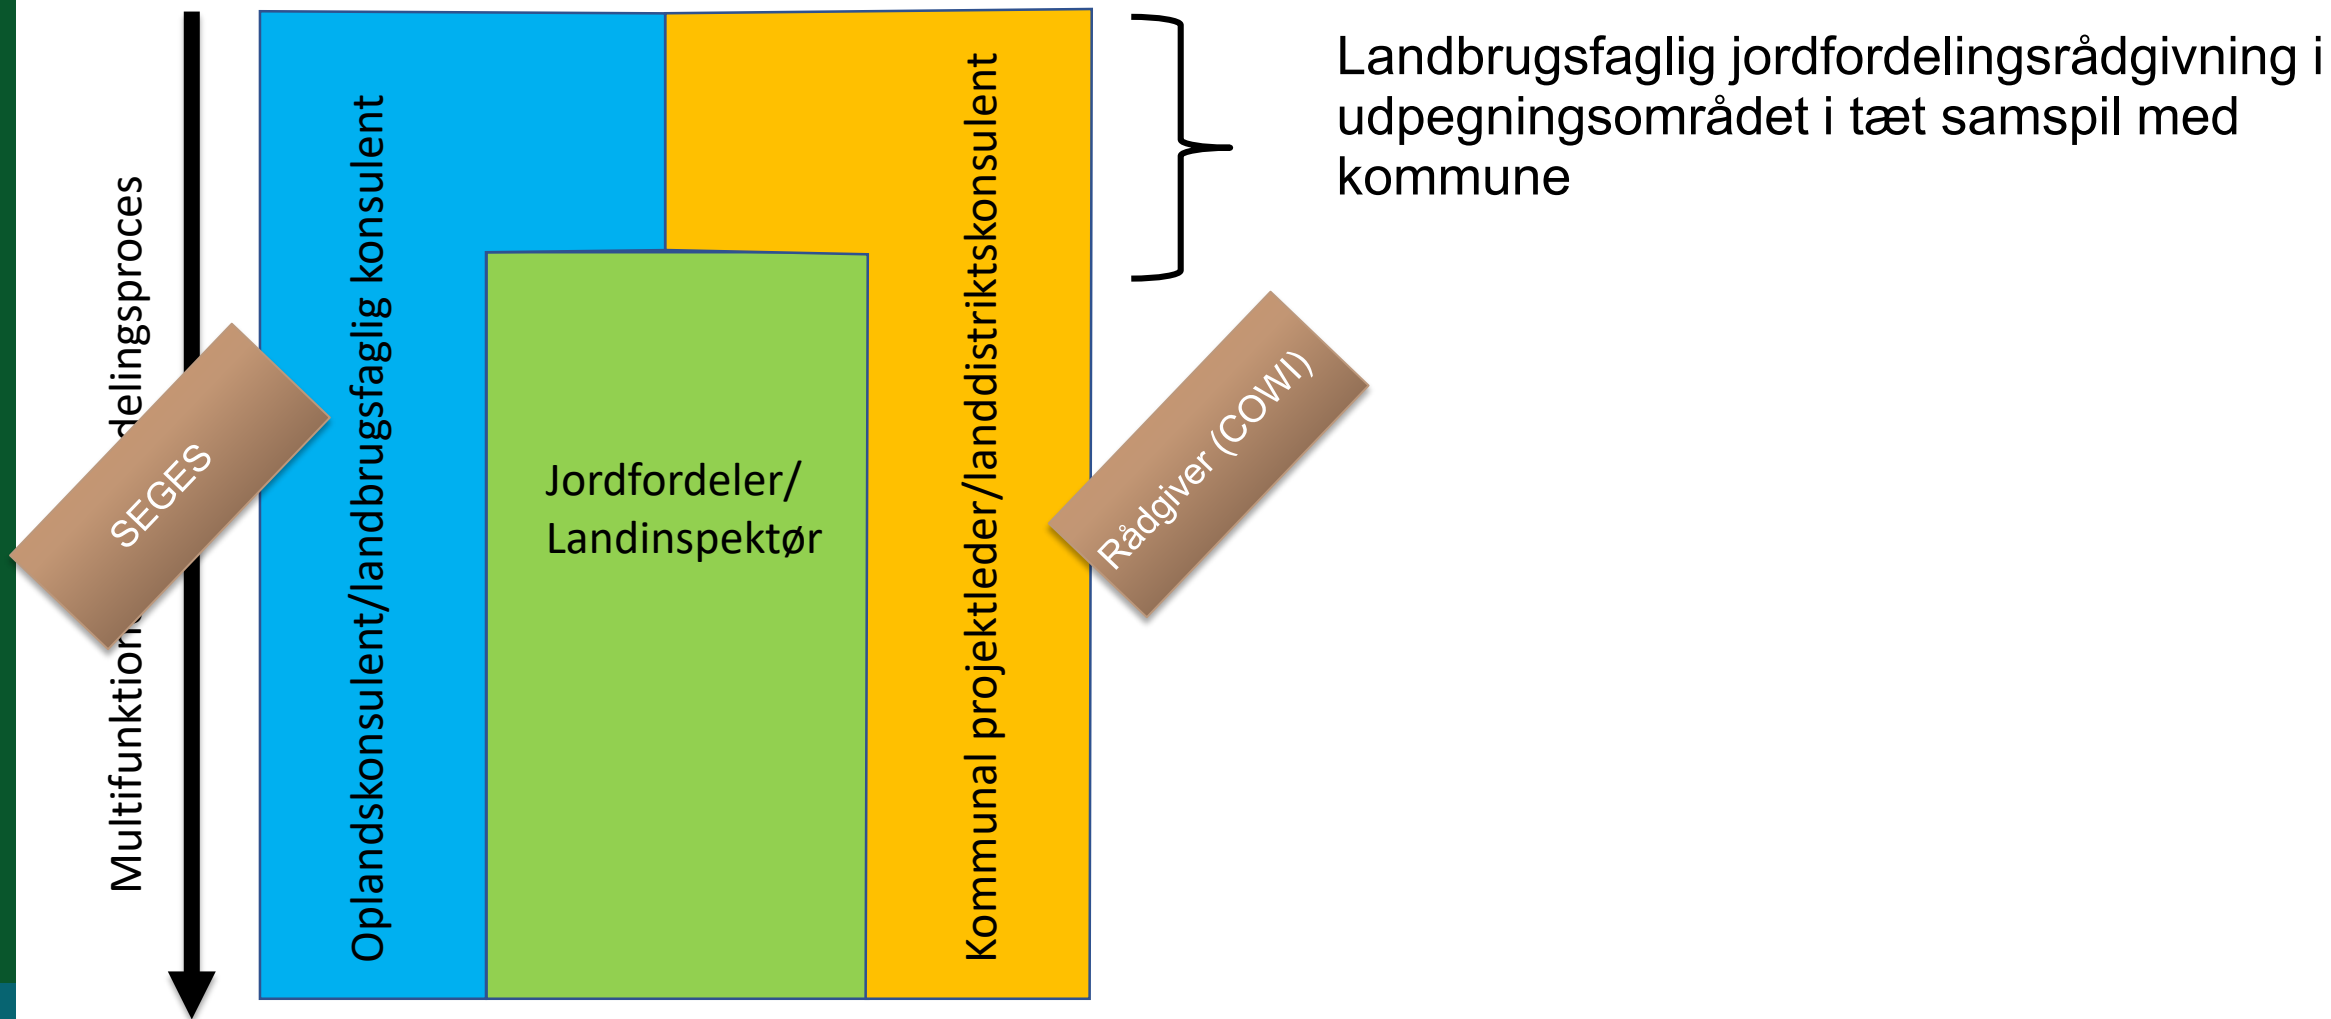 Landbrugsfaglig jordfordelingsrådgivning i
udpegningsområdet i tæt samspil med
kommune
Multifunktion delingsproces
SEGES
Oplandskonsulent/landbrugsfaglig konsulent
Jordfordeler/
Landinspektør
Kommunal projektleder/landdistriktskonsulent
Rådgiver (COWI)